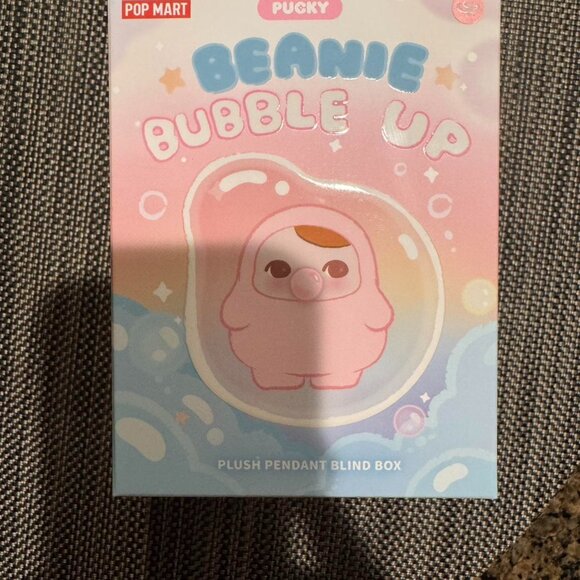 POP MART
PUCKY
BEANIE
BUBBLE UP
PLUSH PENDANT BLIND BOX